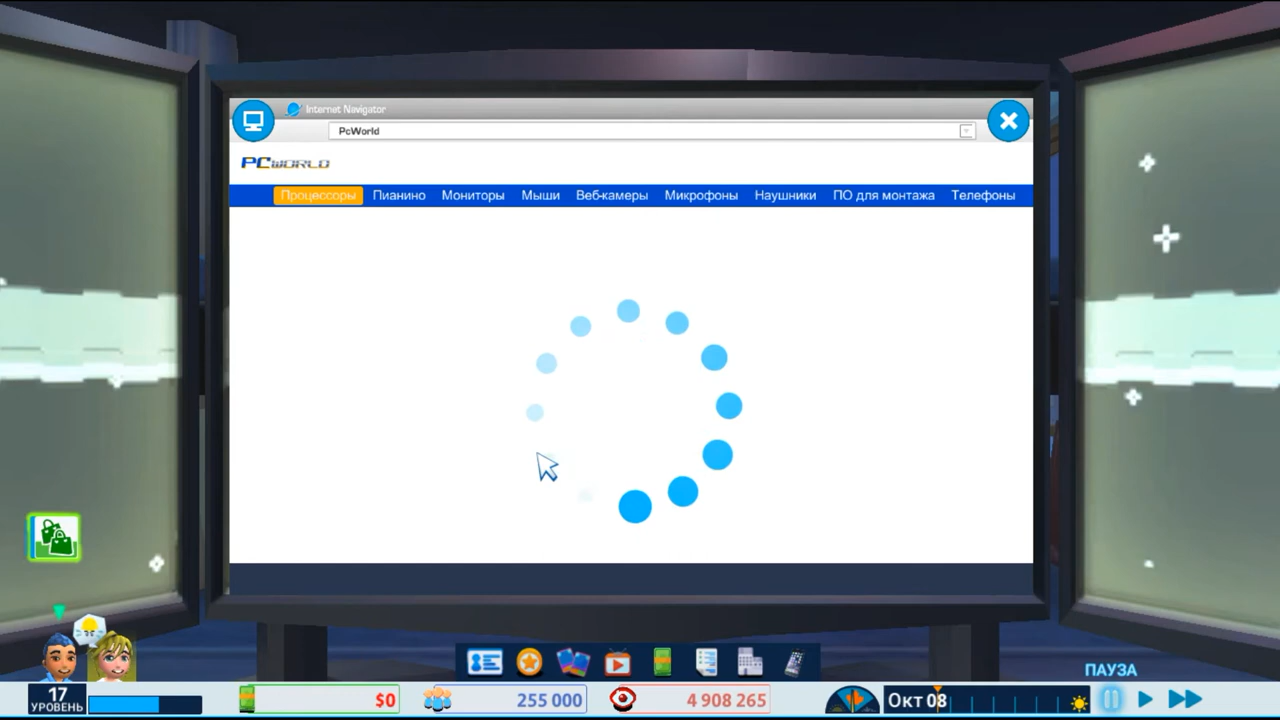 Internet Navigator
PcWorld
PCWORLD
Процессоры Пианино Мониторы Мыши Веб-камеры Микрофоны Наушники ПО для монтажа Телефоны
ПАУЗА
17
УРОВЕНЬ
$0
255 000
4 908 265
Окт 08